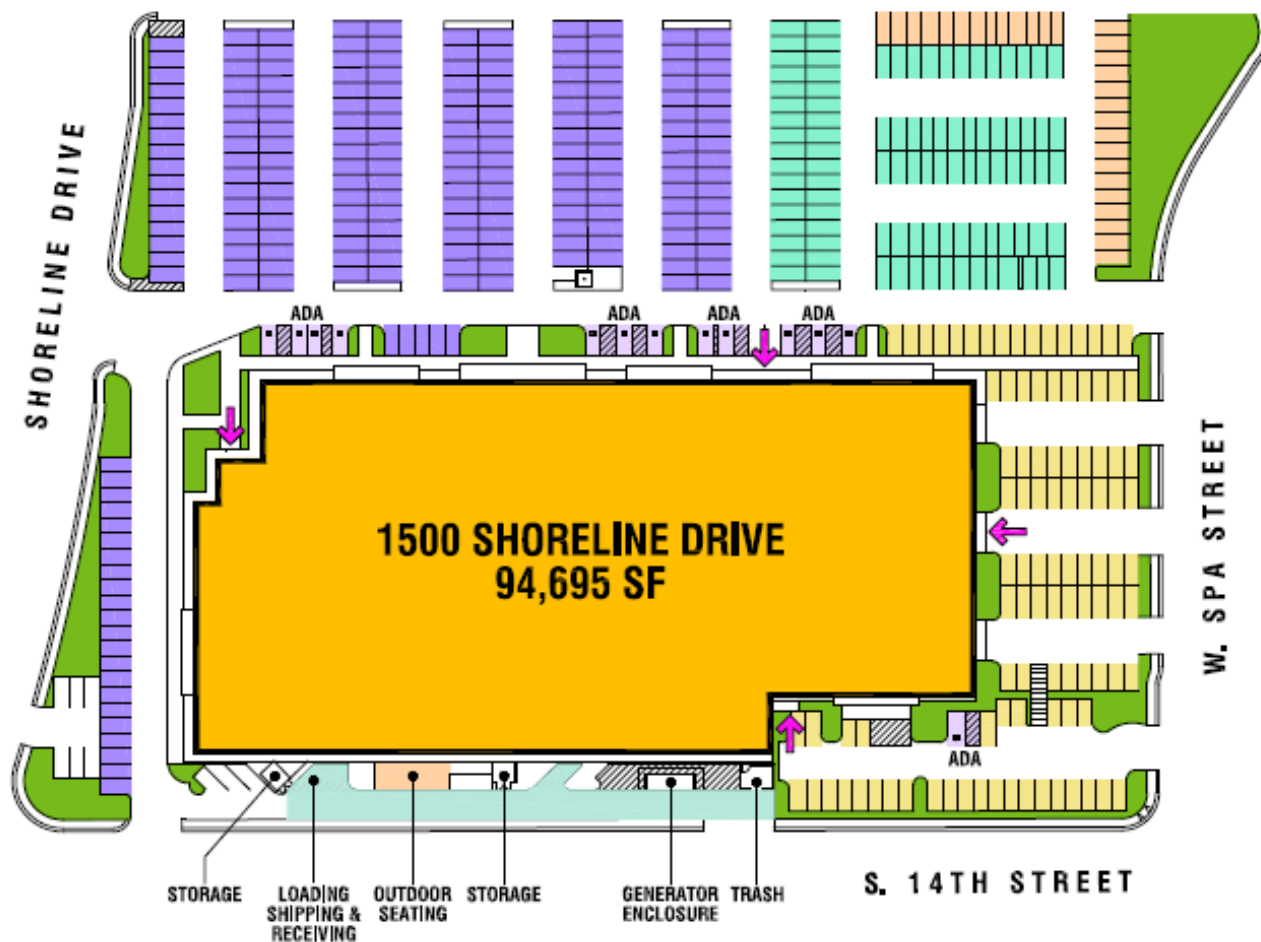 SHORELINE DRIVE
ADA
ADA
ADA
ADA
1500 SHORELINE DRIVE
94,695 SF
W. SPA STREET
ADA
STORAGE
LOADING
SHIPPING &
RECEIVING
OUTDOOR
SEATING
STORAGE
GENERATOR
ENCLOSURE
TRASH
S. 14TH STREET